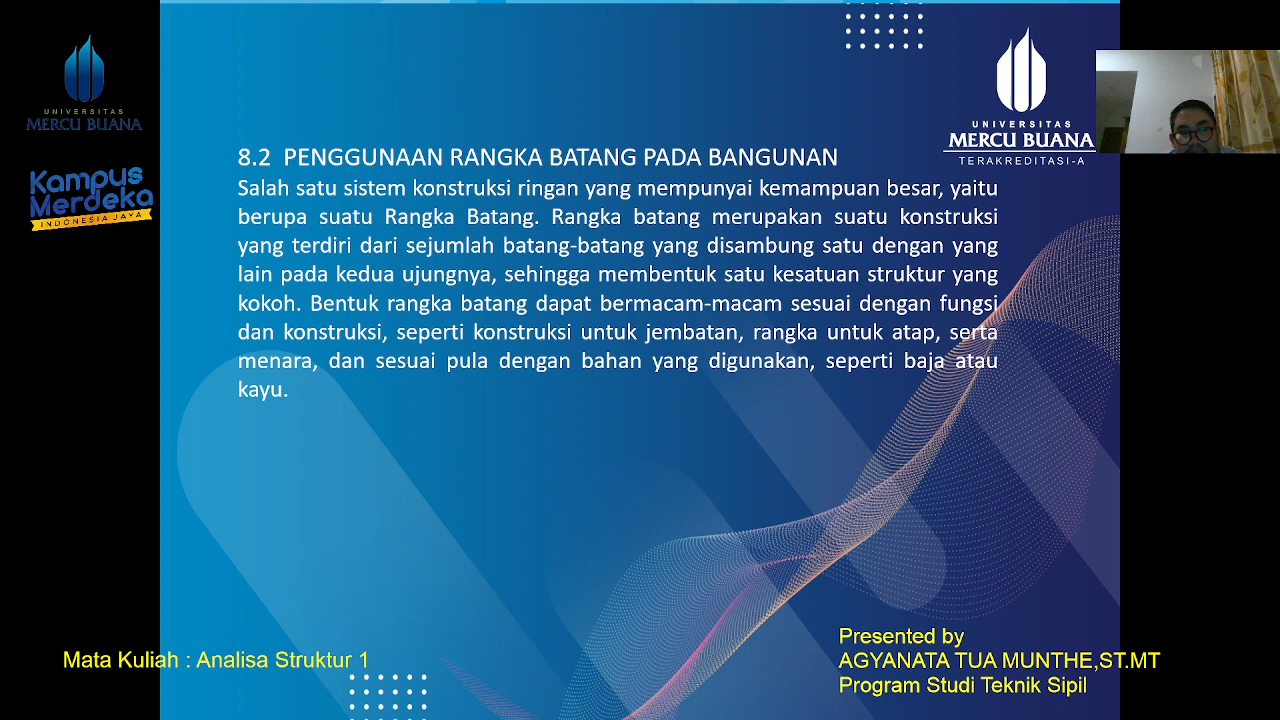 UNIVERSITAS
MERCU BUANA
Kampus
Merdeka
INDONESIA JAYA
UNIVERSITAS
MERCU BUANA
TERAKREDITASI-A
8.2 PENGGUNAAN RANGKA BATANG PADA BANGUNAN
Salah satu sistem konstruksi ringan yang mempunyai kemampuan besar, yaitu
berupa suatu Rangka Batang. Rangka batang merupakan suatu konstruksi
yang terdiri dari sejumlah batang-batang yang disambung satu dengan yang
lain pada kedua ujungnya, sehingga membentuk satu kesatuan struktur yang
kokoh. Bentuk rangka batang dapat bermacam-macam sesuai dengan fungsi
dan konstruksi, seperti konstruksi untuk jembatan, rangka untuk atap, serta
menara, dan sesuai pula dengan bahan yang digunakan, seperti baja atau
kayu.
Mata Kuliah : Analisa Struktur 1
Presented by
AGYANATA TUA MUNTHE,ST.MT
Program Studi Teknik Sipil